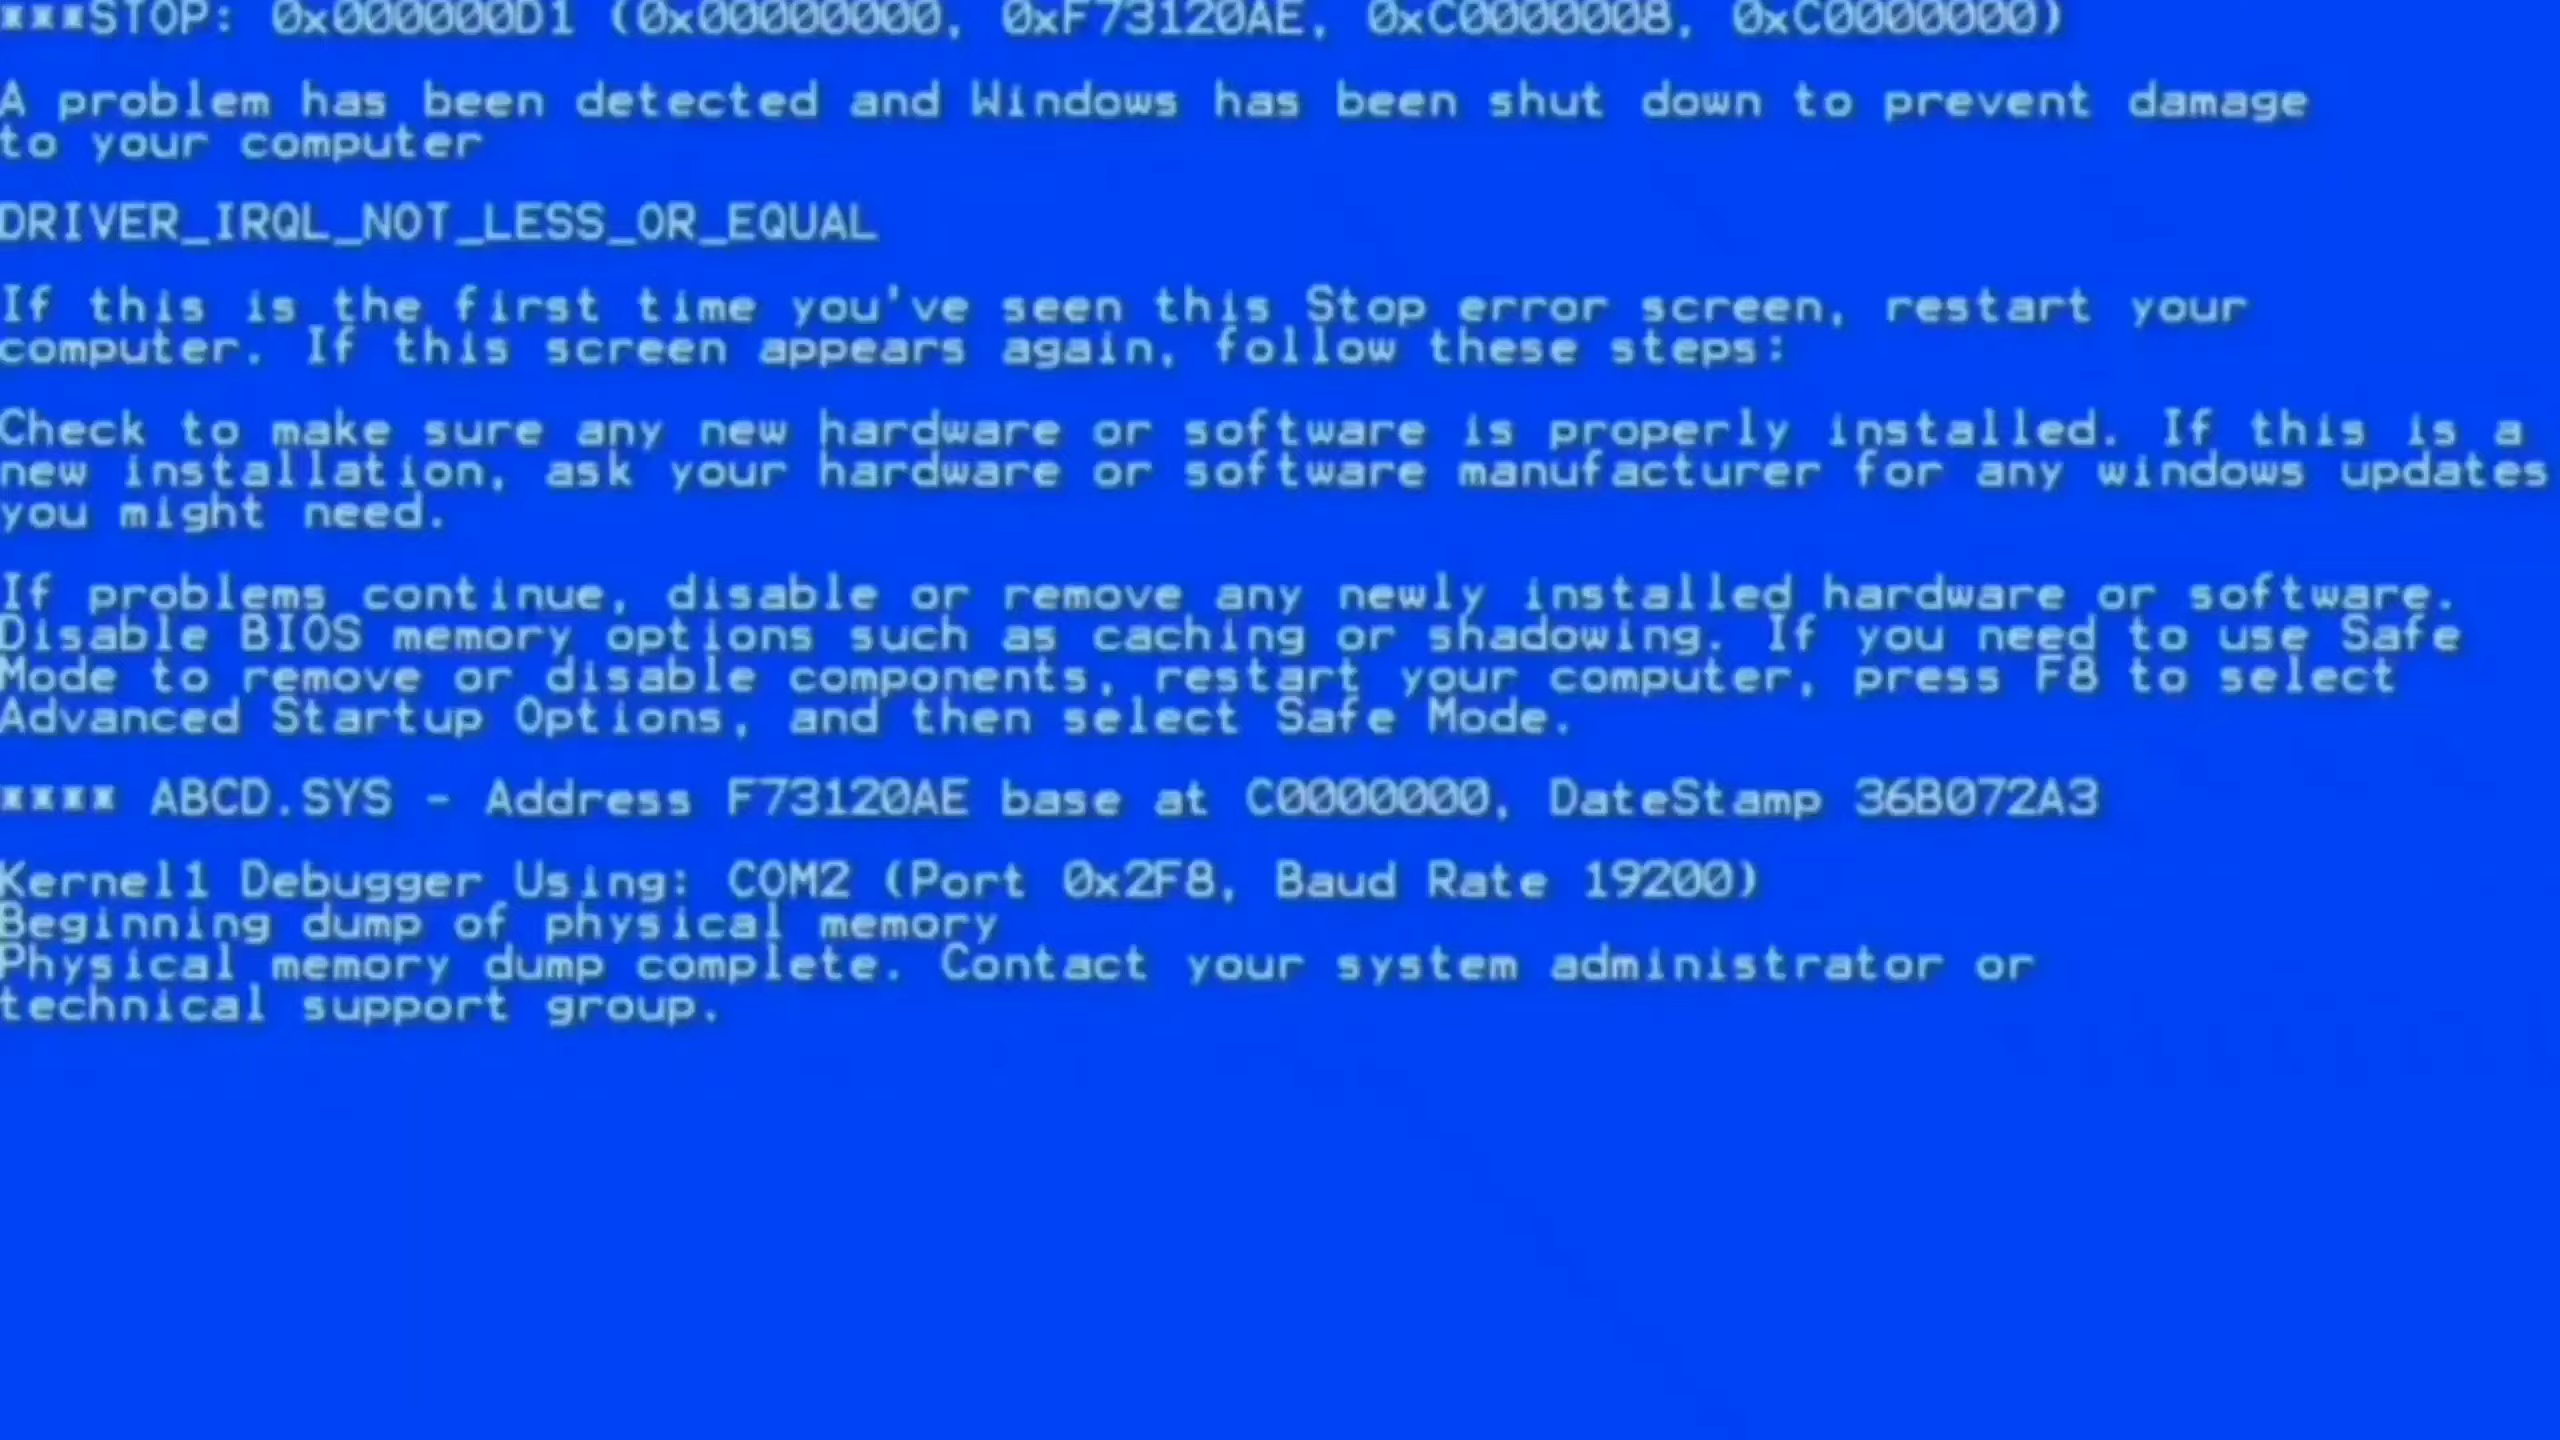 ***STOP: 0x000000D1 (0x00000000, 0xF73120AE, 0xC0000008, 0xC0000000)
A problem has been detected and Windows has been shut down to prevent damage
to your computer
DRIVER_IRQL_NOT_LESS_OR_EQUAL
If this is the first time you've seen this Stop error screen, restart your
computer. If this screen appears again, follow these steps:
Check to make sure any new hardware or software is properly installed. If this is a
new installation, ask your hardware or software manufacturer for any windows updates
you might need.
If problems continue, disable or remove any newly installed hardware or software.
Disable BIOS memory options such as caching or shadowing. If you need to use Safe
Mode to remove or disable components, restart your computer, press F8 to select
Advanced Startup Options, and then select Safe Mode.
**** ABCD.SYS - Address F73120AE base at C0000000, DateStamp 36B072A3
Kernel1 Debugger Using: COM2 (Port 0x2F8, Baud Rate 19200)
Beginning dump of physical memory
Physical memory dump complete. Contact your system administrator or
technical support group.